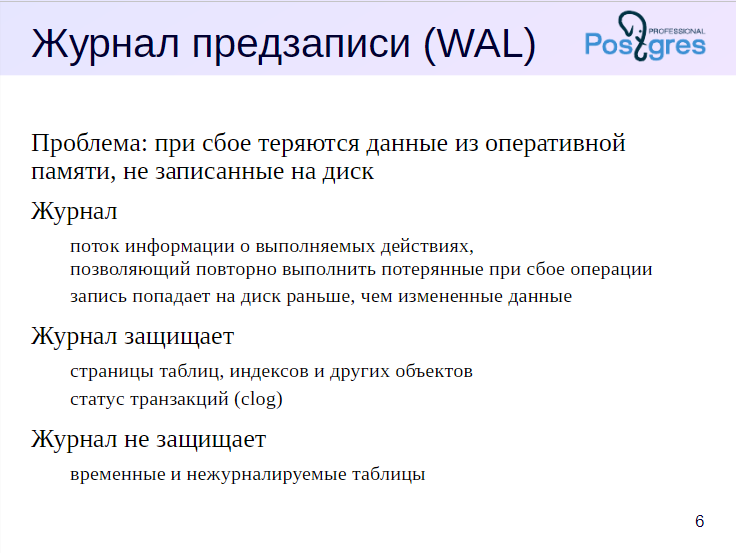 Журнал предзаписи (WAL)
PROFESSIONAL
Postgres
Проблема: при сбое теряются данные из оперативной
памяти, не записанные на диск
Журнал
поток информации о выполняемых действиях,
позволяющий повторно выполнить потерянные при сбое операции
запись попадает на диск раньше, чем измененные данные
Журнал защищает
страницы таблиц, индексов и других объектов
статус транзакций (clog)
Журнал не защищает
временные и нежурналируемые таблицы
6